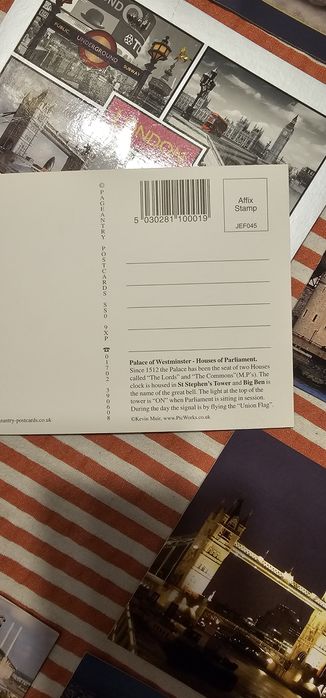 UNDERGROUND
LONDON
© PAGEANTRY POSTCARDS SS0 9XP ☎ 01702 390608
5 030281 100019
Affix
Stamp
JEF045
Palace of Westminster - Houses of Parliament.
Since 1512 the Palace has been the seat of two Houses
called "The Lords" and "The Commons"(M.P's). The
clock is housed in St Stephen's Tower and Big Ben is
the name of the great bell. The light at the top of the
tower is "ON" when Parliament is sitting in session.
During the day the signal is by flying the "Union Flag".
©Kevin Muir, www.PicWorks.co.uk
antry-postcards.co.uk